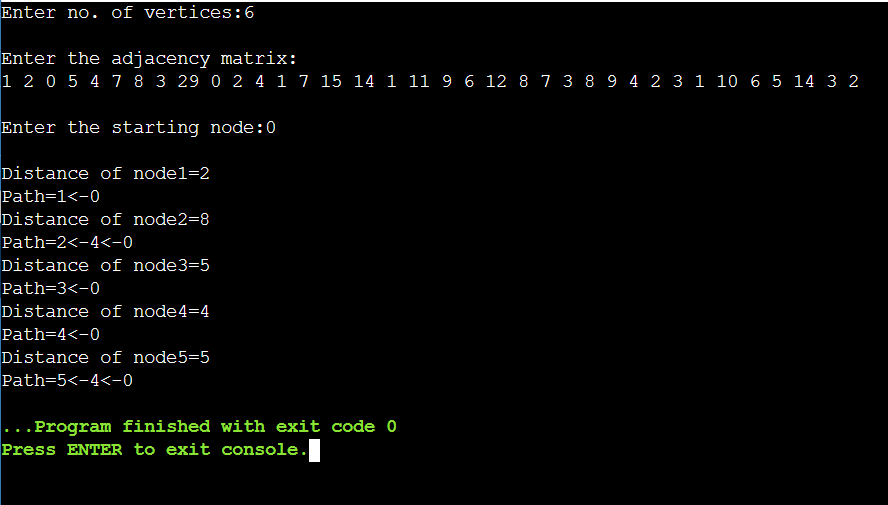 Enter no. of vertices:6
Enter the adjacency matrix:
1 2 0 5 4 7 8 3 29 0 2 4 1 7 15 14 1 11 9 6 12 8 7 3 8 9 4 2 3 1 10 6 5 14 3 2
Enter the starting node:0
Distance of node1=2
Path=1<-0
Distance of node2=8
Path=2<-4<-0
Distance of node3=5
Path=3<-0
Distance of node4=4
Path=4<-0
Distance of node5=5
Path=5<-4<-0
...Program finished with exit code 0
Press ENTER to exit console.